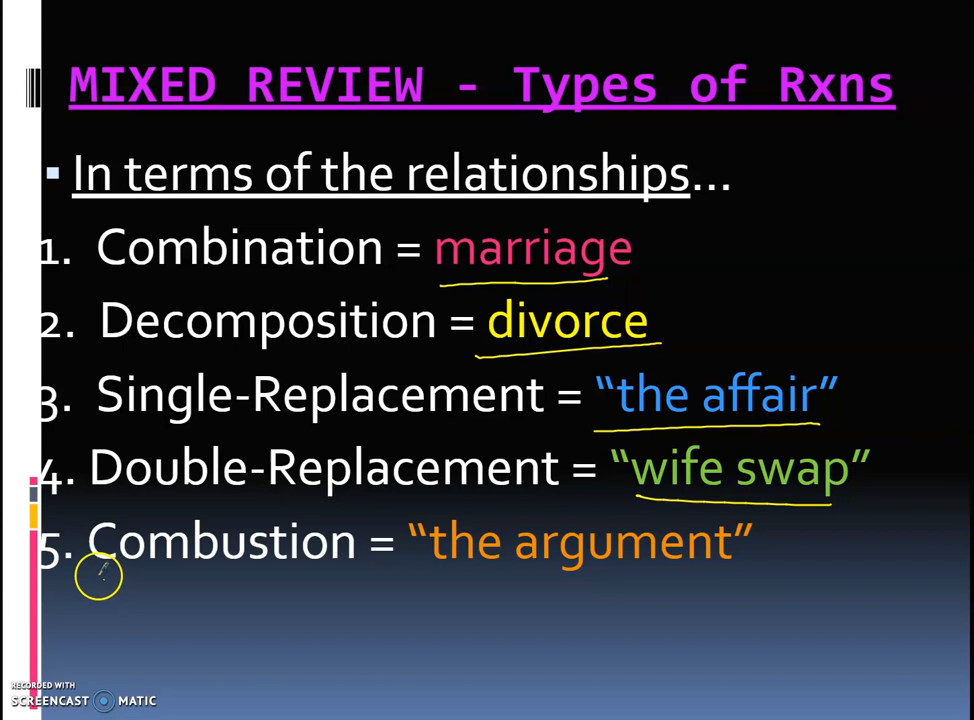 MIXED REVIEW - Types of Rxns
▪ In terms of the relationships...
1. Combination = marriage
2. Decomposition = divorce
3. Single-Replacement = “the affair”
4. Double-Replacement = “wife swap”
5. Combustion = “the argument”
RECORDED WITH
SCREENCAST MATIC